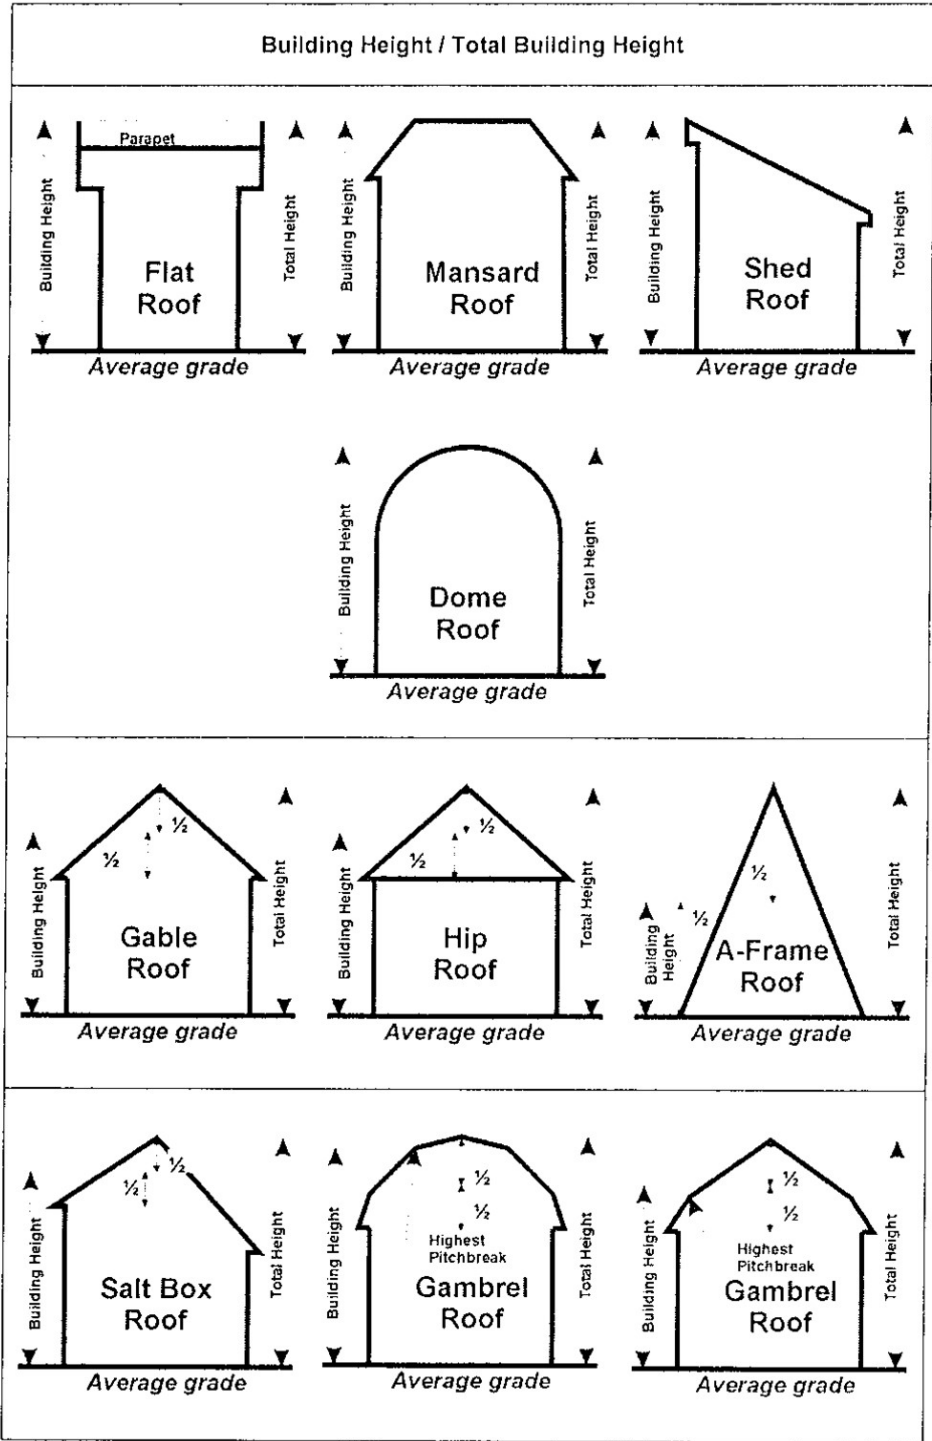 Building Height / Total Building Height
Building Height
Parapet
Flat
Roof
Total Height
Average grade
Building Height
Mansard
Roof
Total Height
Average grade
Building Height
Shed
Roof
Total Height
Average grade
Building Height
Dome
Roof
Total Height
Average grade
Building Height
½
½
Gable
Roof
Total Height
Average grade
Building Height
½
½
Hip
Roof
Total Height
Average grade
Building
Height
½
½
A-Frame
Roof
Total Height
Average grade
Building Height
½
½
Salt Box
Roof
Total Height
Average grade
Building Height
½
½
Highest
Pitchbreak
Gambrel
Roof
Total Height
Average grade
Building Height
½
½
Highest
Pitchbreak
Gambrel
Roof
Total Height
Average grade